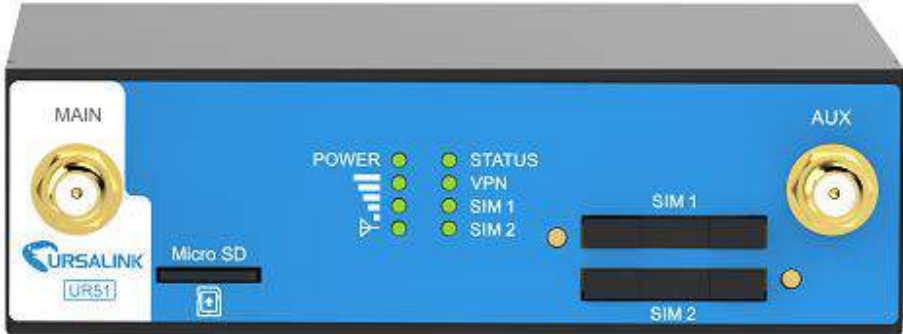 MAIN
AUX
POWER
STATUS
VPN
SIM 1
SIM 2
SIM 1
URSALINK
UR51
Micro SD
SIM 2